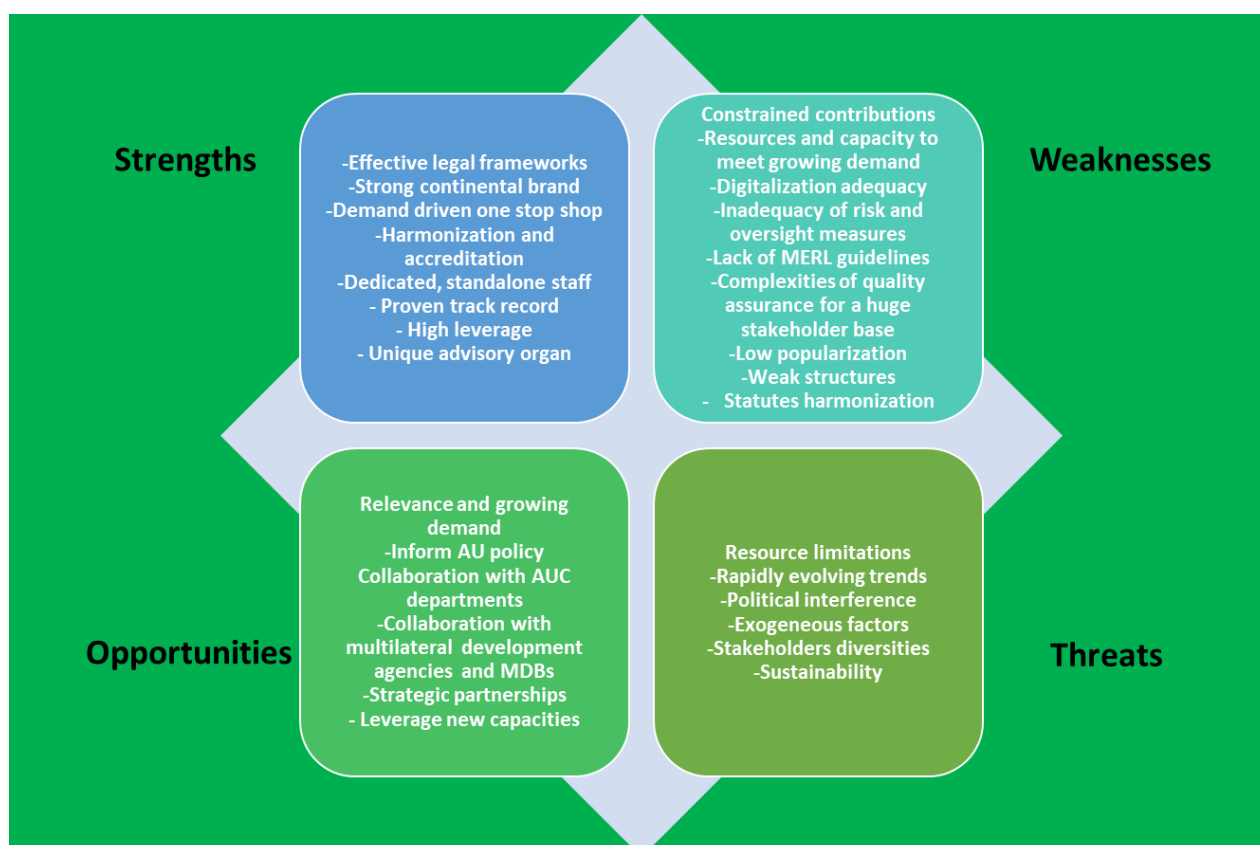 Strengths
-Effective legal frameworks
-Strong continental brand
-Demand driven one stop shop
-Harmonization and
accreditation
-Dedicated, standalone staff
- Proven track record
- High leverage
- Unique advisory organ
Weaknesses
Constrained contributions
-Resources and capacity to
meet growing demand
-Digitalization adequacy
-Inadequacy of risk and
oversight measures
-Lack of MERL guidelines
-Complexities of quality
assurance for a huge
stakeholder base
-Low popularization
-Weak structures
- Statutes harmonization
Opportunities
Relevance and growing
demand
-Inform AU policy
Collaboration with AUC
departments
-Collaboration with
multilateral development
agencies and MDBs
-Strategic partnerships
- Leverage new capacities
Threats
Resource limitations
-Rapidly evolving trends
-Political interference
-Exogeneous factors
-Stakeholders diversities
-Sustainability